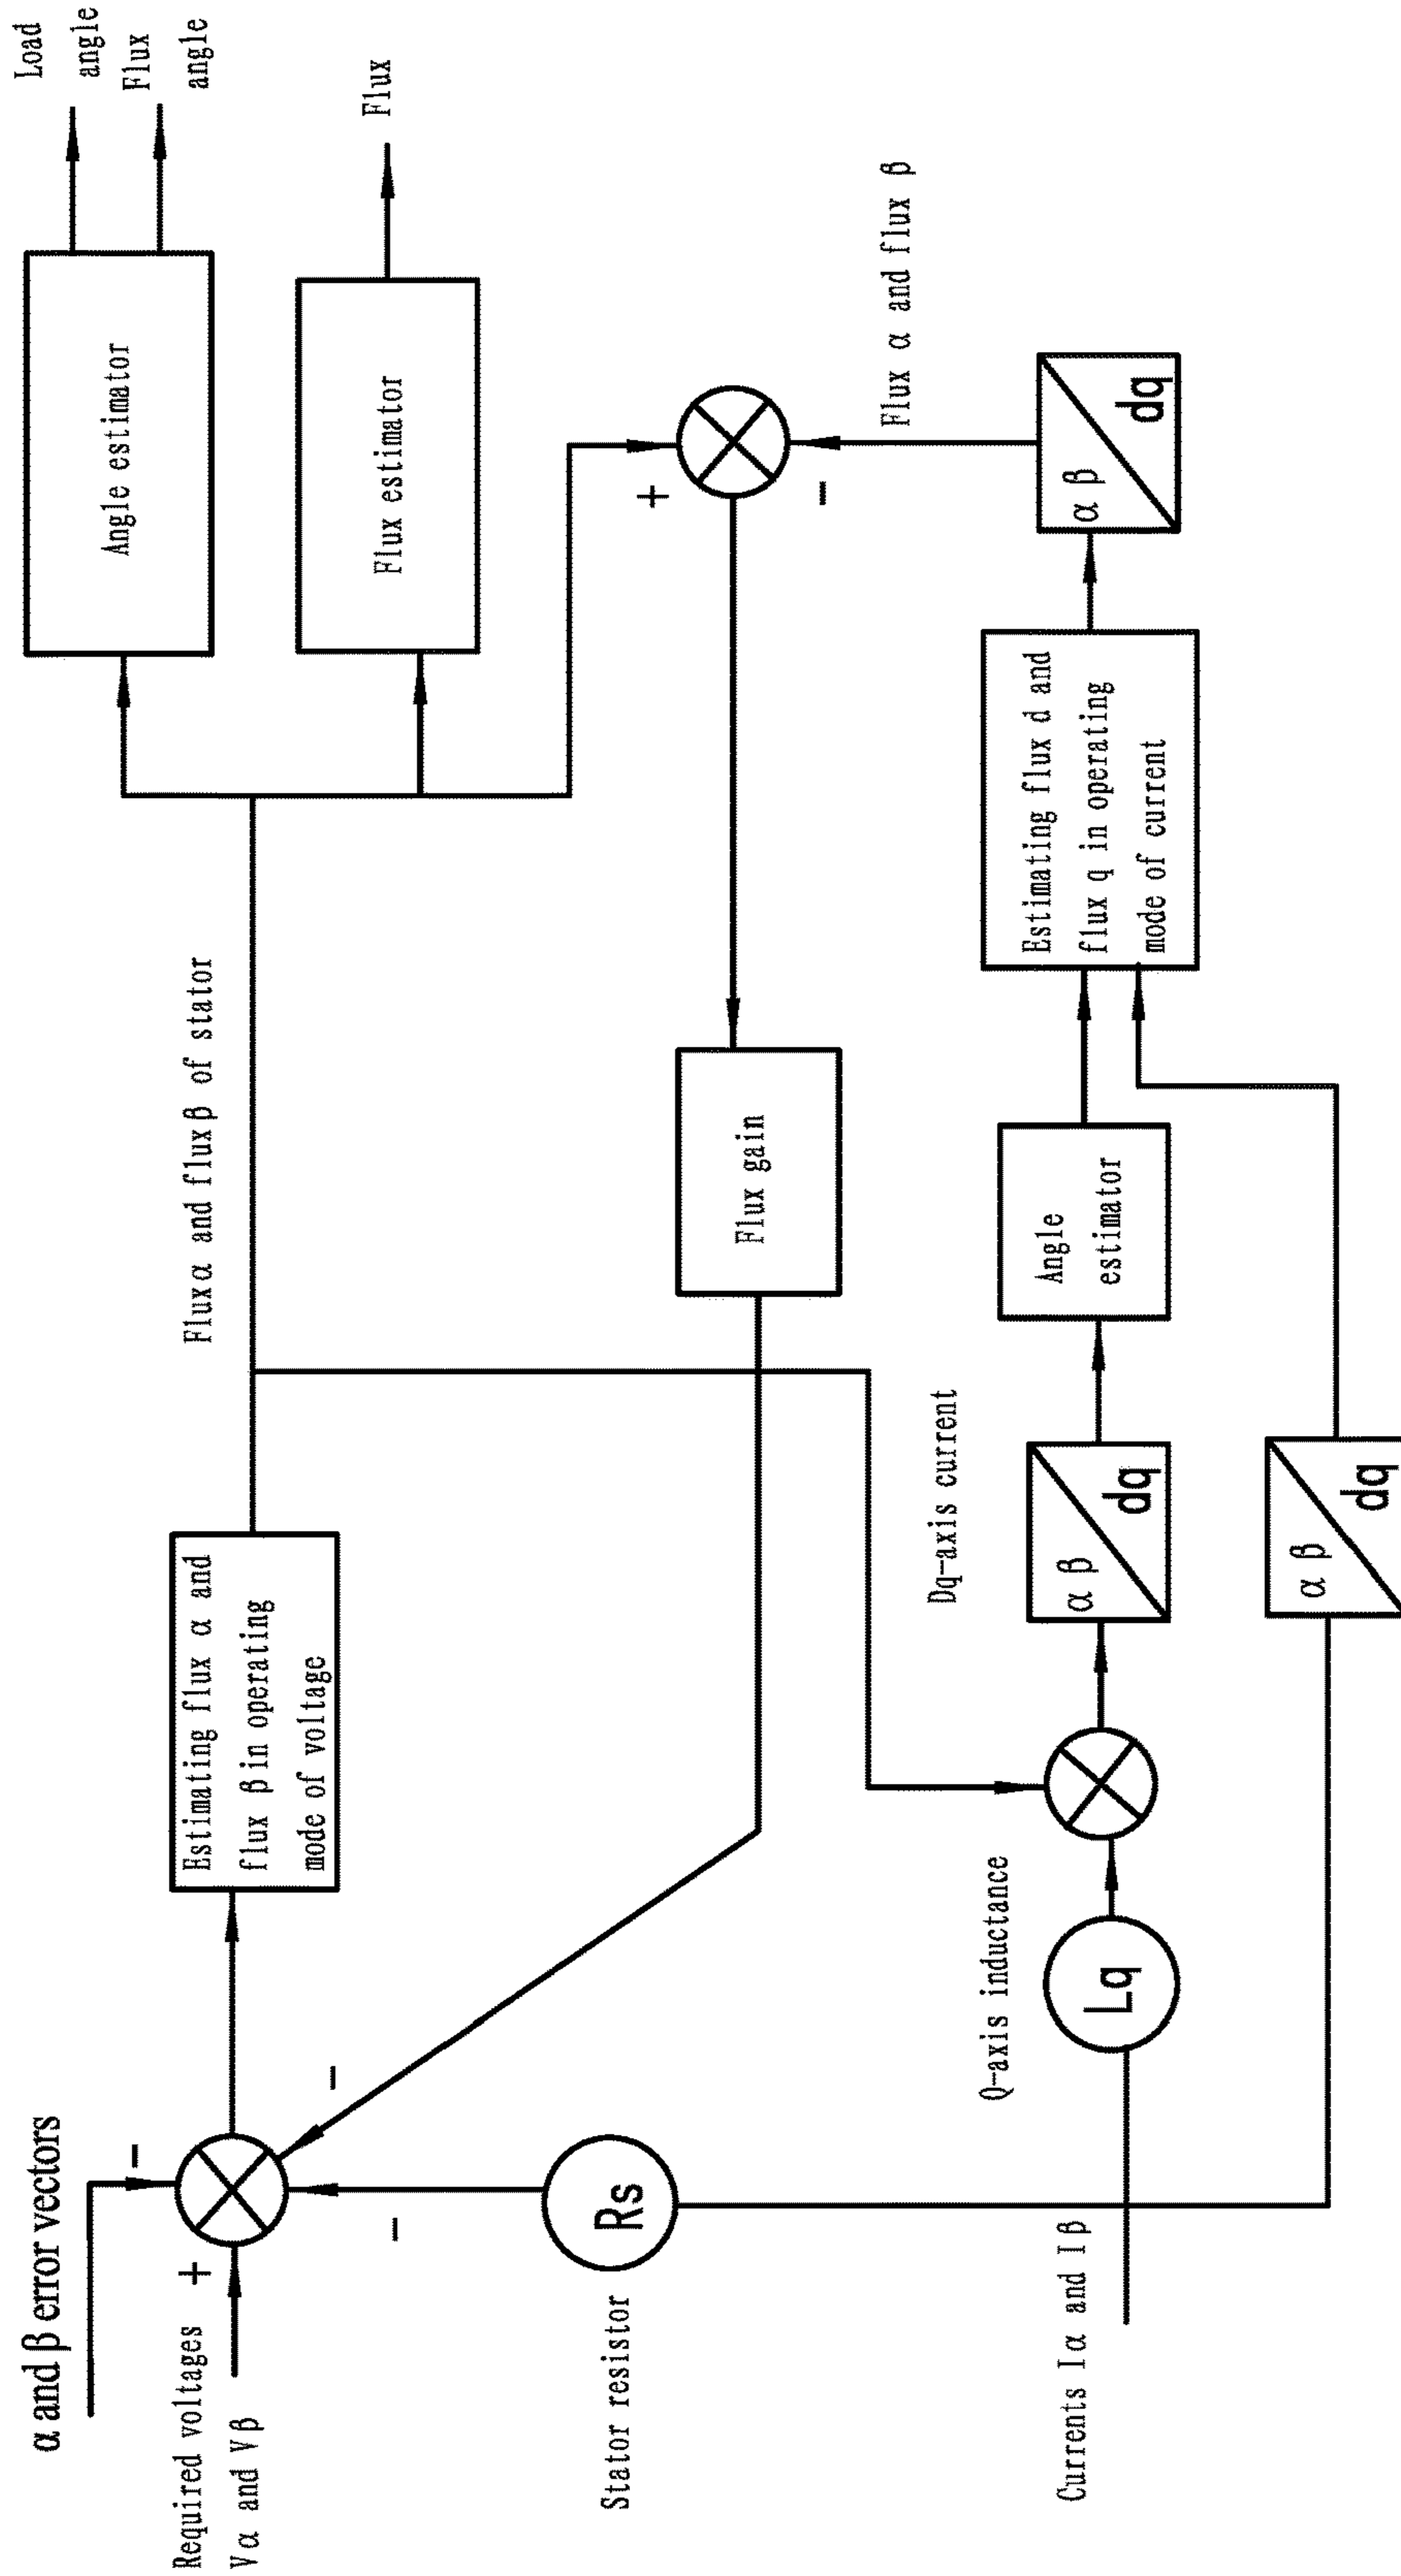 α and β error vectors
Required voltages
Vα and Vβ
+
-
-
-
Estimating flux α and
flux β in operating
mode of voltage
Flux α and flux β of stator
Angle estimator
Load
angle
Flux
angle
Flux estimator
Flux
Stator resistor
Rs
Flux gain
+
-
Flux α and flux β
Currents Iα and Iβ
Q-axis inductance
Lq
Dq-axis current
α β
dq
Angle
estimator
Estimating flux d and
flux q in operating
mode of current
α β
dq
α β
dq